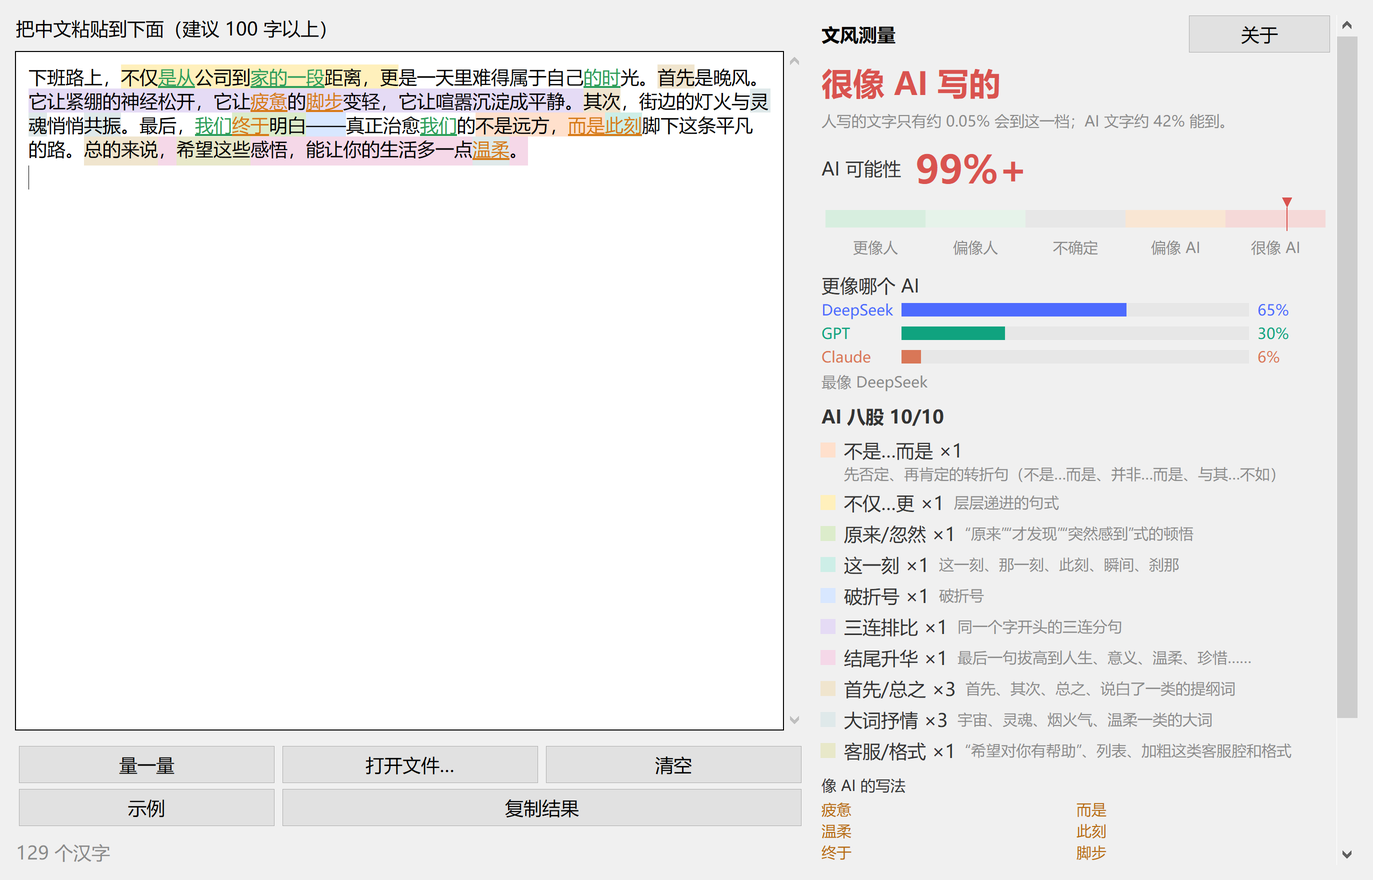 把中文粘贴到下面（建议 100 字以上）
下班路上，不仅是从公司到家的一段距离，更是一天里难得属于自己的时光。首先是晚风。
它让紧绷的神经松开，它让疲惫的脚步变轻，它让喧嚣沉淀成平静。其次，街边的灯火与灵
魂悄悄共振。最后，我们终于明白——真正治愈我们的不是远方，而是此刻脚下这条平凡
的路。总的来说，希望这些感悟，能让你的生活多一点温柔。
量一量
打开文件...
清空
示例
复制结果
129 个汉字
文风测量
关于
很像 AI 写的
人写的文字只有约 0.05% 会到这一档；AI 文字约 42% 能到。
AI 可能性 99%+
更像人
偏像人
不确定
偏像 AI
很像 AI
更像哪个 AI
DeepSeek 65%
GPT 30%
Claude 6%
最像 DeepSeek
AI 八股 10/10
不是...而是 ×1
先否定、再肯定的转折句（不是...而是、并非...而是、与其...不如）
不仅...更 ×1 层层递进的句式
原来/忽然 ×1 “原来”“才发现”“突然感到”式的顿悟
这一刻 ×1 这一刻、那一刻、此刻、瞬间、刹那
破折号 ×1 破折号
三连排比 ×1 同一个字开头的三连分句
结尾升华 ×1 最后一句拔高到人生、意义、温柔、珍惜……
首先/总之 ×3 首先、其次、总之、说白了一类的提纲词
大词抒情 ×3 宇宙、灵魂、烟火气、温柔一类的大词
客服/格式 ×1 “希望对你有帮助”、列表、加粗这类客服腔和格式
像 AI 的写法
疲惫 而是
温柔 此刻
终于 脚步